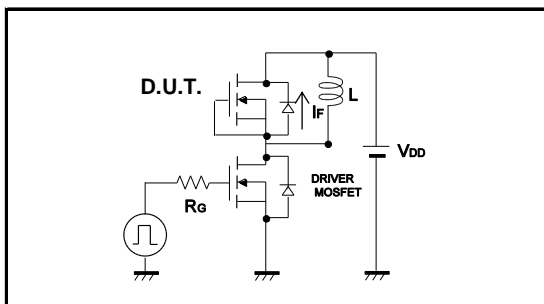 D.U.T.
IF
L
VDD
DRIVER
MOSFET
RG